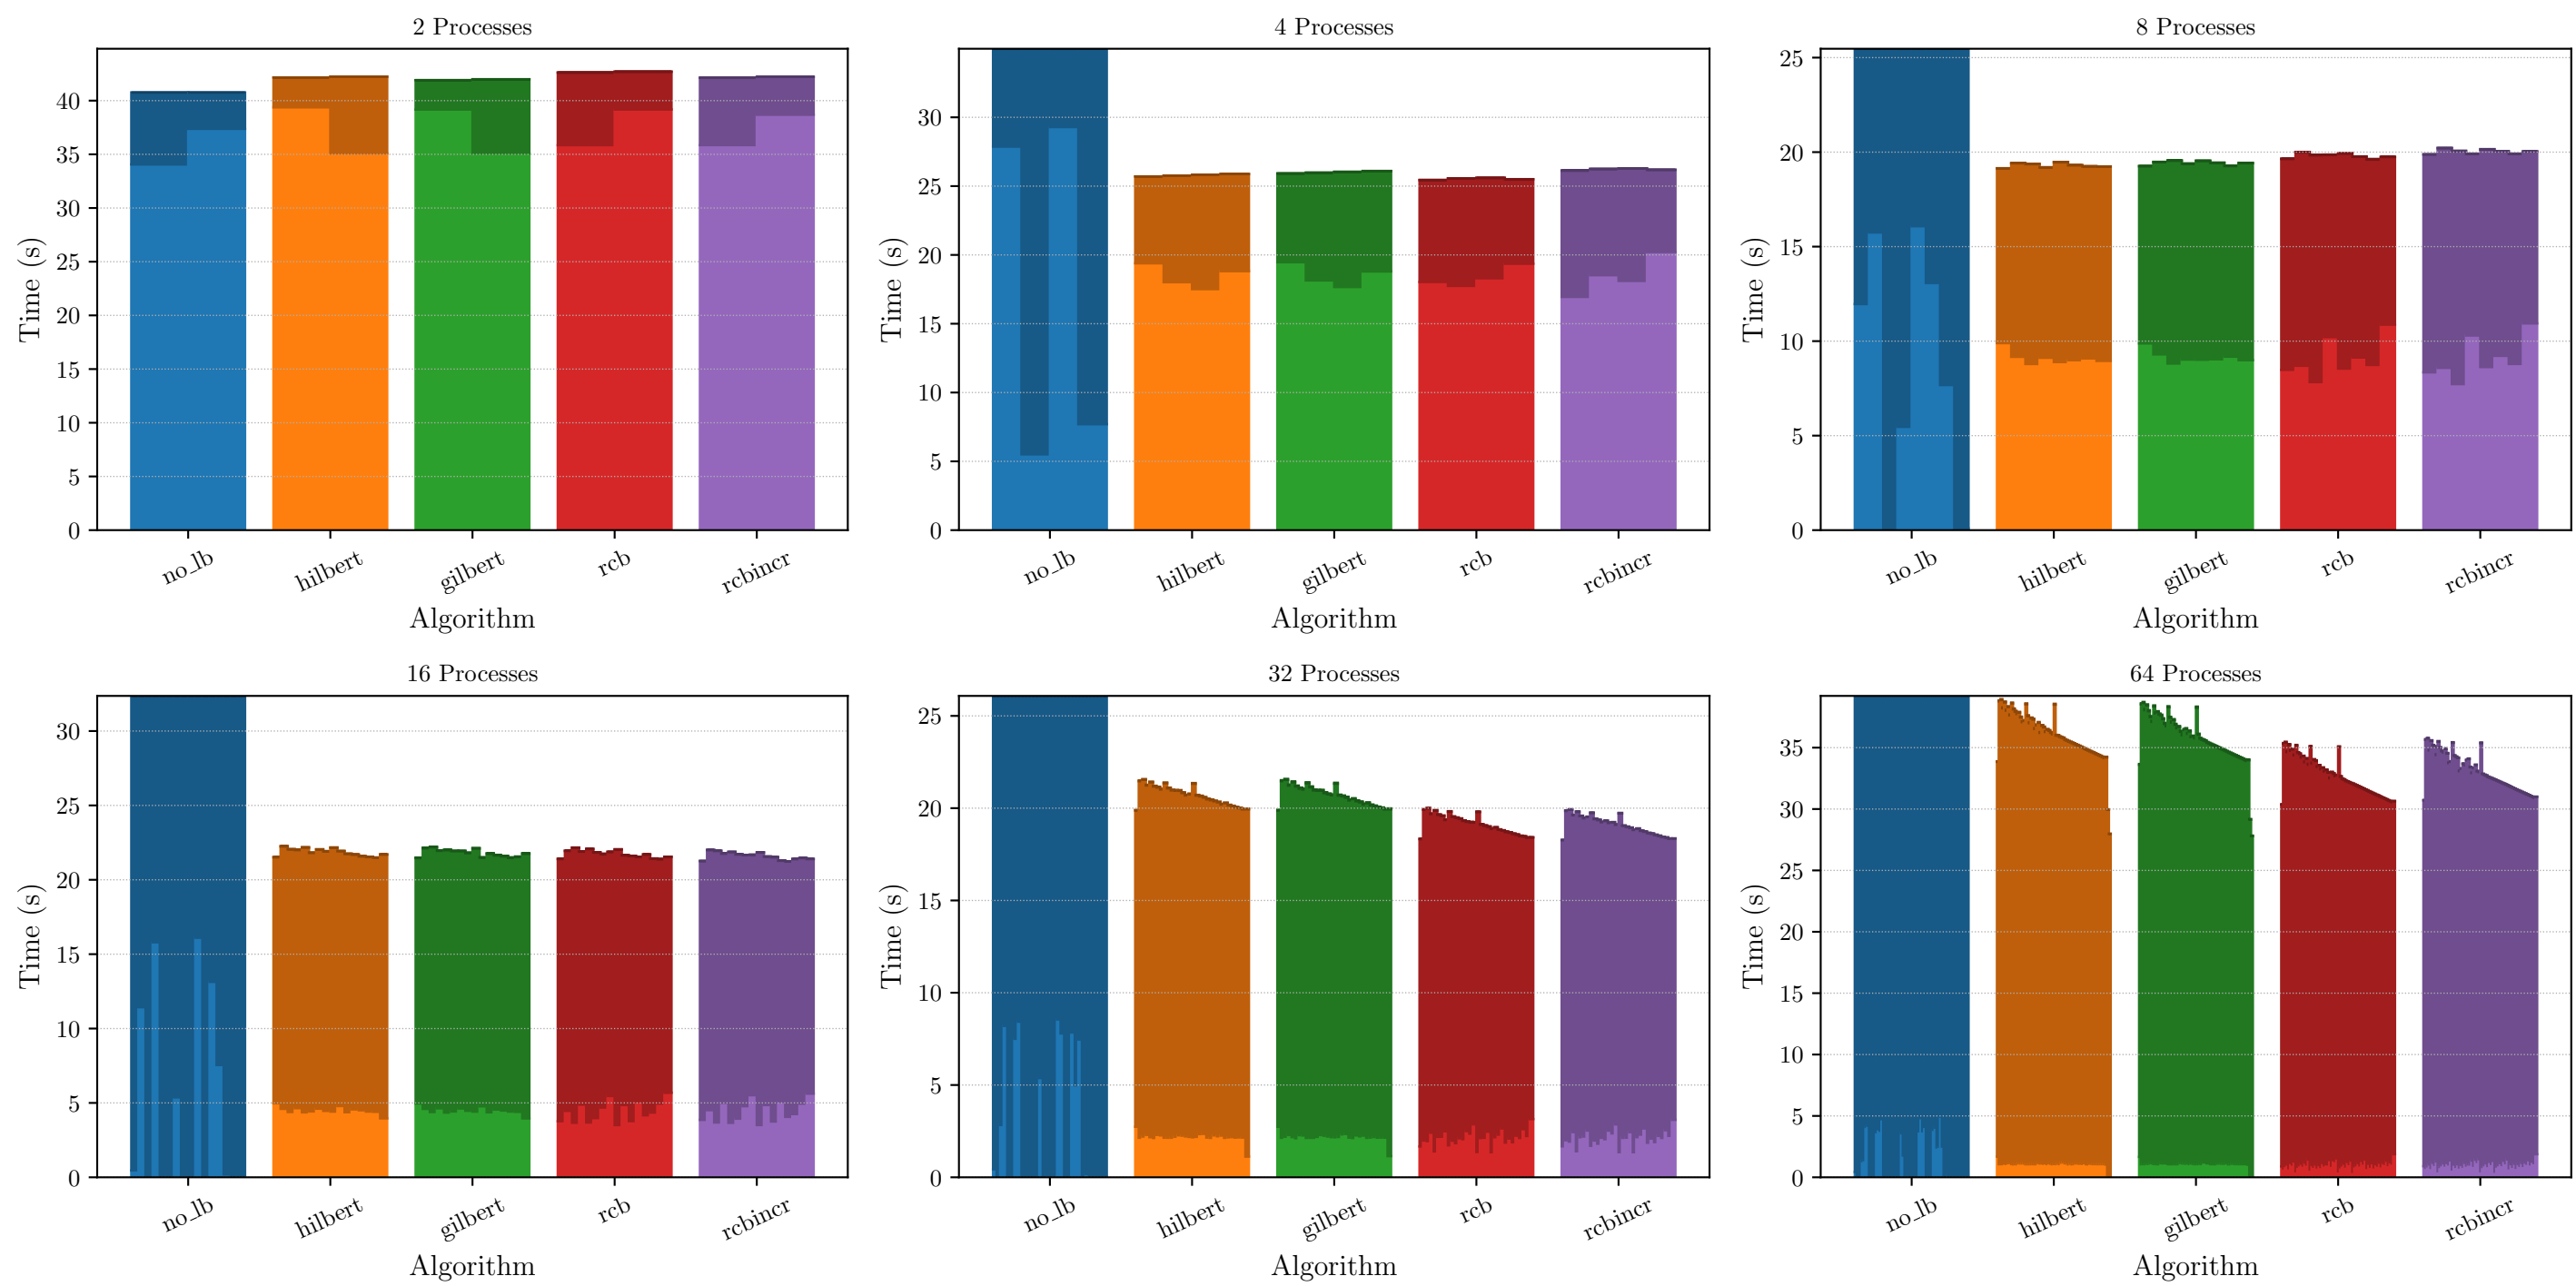 2 Processes
40
35
30
25
20
15
10
5
0
Time (s)
no_lb
hilbert
gilbert
rcb
rcbincr
Algorithm
4 Processes
30
25
20
15
10
5
0
Time (s)
no_lb
hilbert
gilbert
rcb
rcbincr
Algorithm
8 Processes
25
20
15
10
5
0
Time (s)
no_lb
hilbert
gilbert
rcb
rcbincr
Algorithm
16 Processes
30
25
20
15
10
5
0
Time (s)
no_lb
hilbert
gilbert
rcb
rcbincr
Algorithm
32 Processes
25
20
15
10
5
0
Time (s)
no_lb
hilbert
gilbert
rcb
rcbincr
Algorithm
64 Processes
35
30
25
20
15
10
5
0
Time (s)
no_lb
hilbert
gilbert
rcb
rcbincr
Algorithm